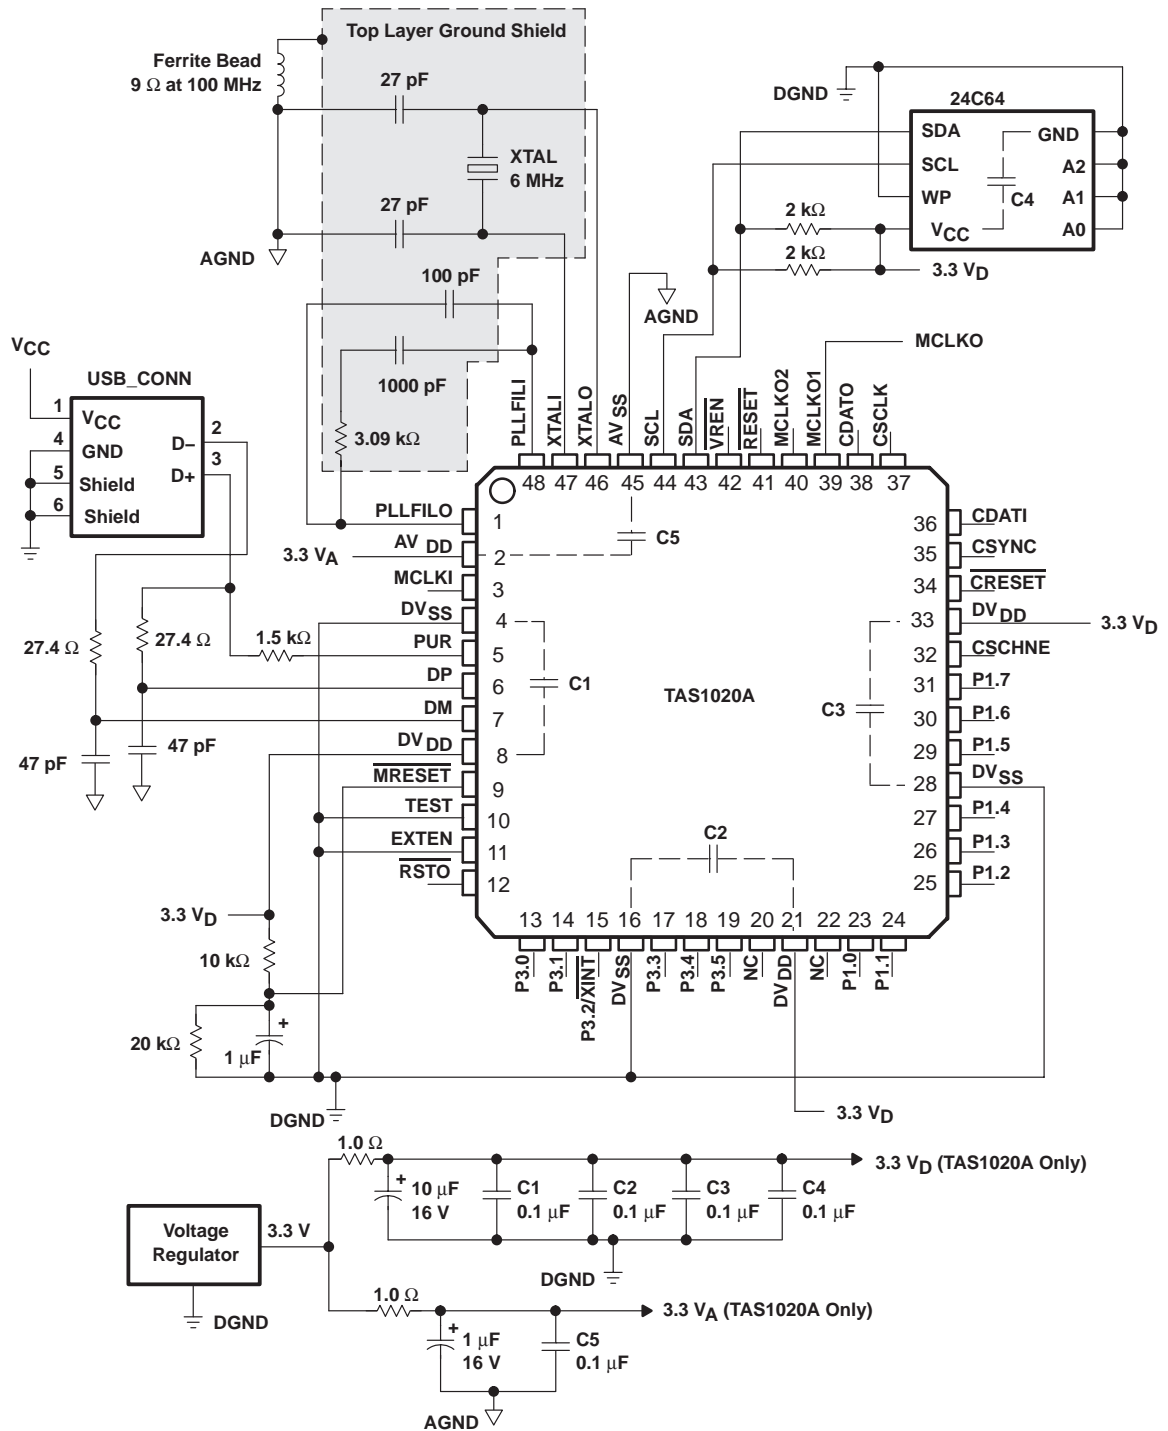 Top Layer Ground Shield
Ferrite Bead
9 Ω at 100 MHz
27 pF
XTAL
6 MHz
27 pF
AGND
100 pF
1000 pF
3.09 kΩ
DGND
24C64
SDA
SCL
WP
VCC
GND
A2
A1
A0
C4
2 kΩ
2 kΩ
3.3 VD
AGND
MCLKO
VCC
USB_CONN
1
4
5
6
VCC
GND
Shield
Shield
D–
D+
2
3
27.4 Ω
27.4 Ω
1.5 kΩ
47 pF
47 pF
PLLFILI
XTALI
XTALO
AVSS
SCL
SDA
VREN
RESET
MCLKO2
MCLKO1
CDATO
CSCLK
48 47 46 45 44 43 42 41 40 39 38 37
PLLFILO
1
3.3 VA
AVDD
2
MCLKI
3
DVSS
4
PUR
5
DP
6
DM
7
DVDD
8
MRESET
9
TEST
10
EXTEN
11
RSTO
12
C5
C1
TAS1020A
C3
C2
36
CDATI
35
CSYNC
34
CRESET
33
DVDD
3.3 VD
32
CSCHNE
31
P1.7
30
P1.6
29
P1.5
28
DVSS
27
P1.4
26
P1.3
25
P1.2
13 14 15 16 17 18 19 20 21 22 23 24
P3.0
P3.1
P3.2/XINT
DVSS
P3.3
P3.4
P3.5
NC
DVDD
NC
P1.0
P1.1
3.3 VD
10 kΩ
20 kΩ
+
1 μF
DGND
3.3 VD
1.0 Ω
3.3 VD (TAS1020A Only)
+
10 μF
16 V
C1
0.1 μF
C2
0.1 μF
C3
0.1 μF
C4
0.1 μF
Voltage
Regulator
3.3 V
DGND
DGND
1.0 Ω
3.3 VA (TAS1020A Only)
+
1 μF
16 V
C5
0.1 μF
AGND